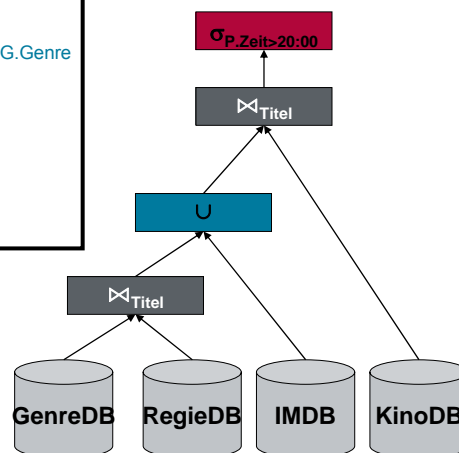 σP.Zeit>20:00
G.Genre
⋈Titel
∪
⋈Titel
GenreDB RegieDB IMDB KinoDB